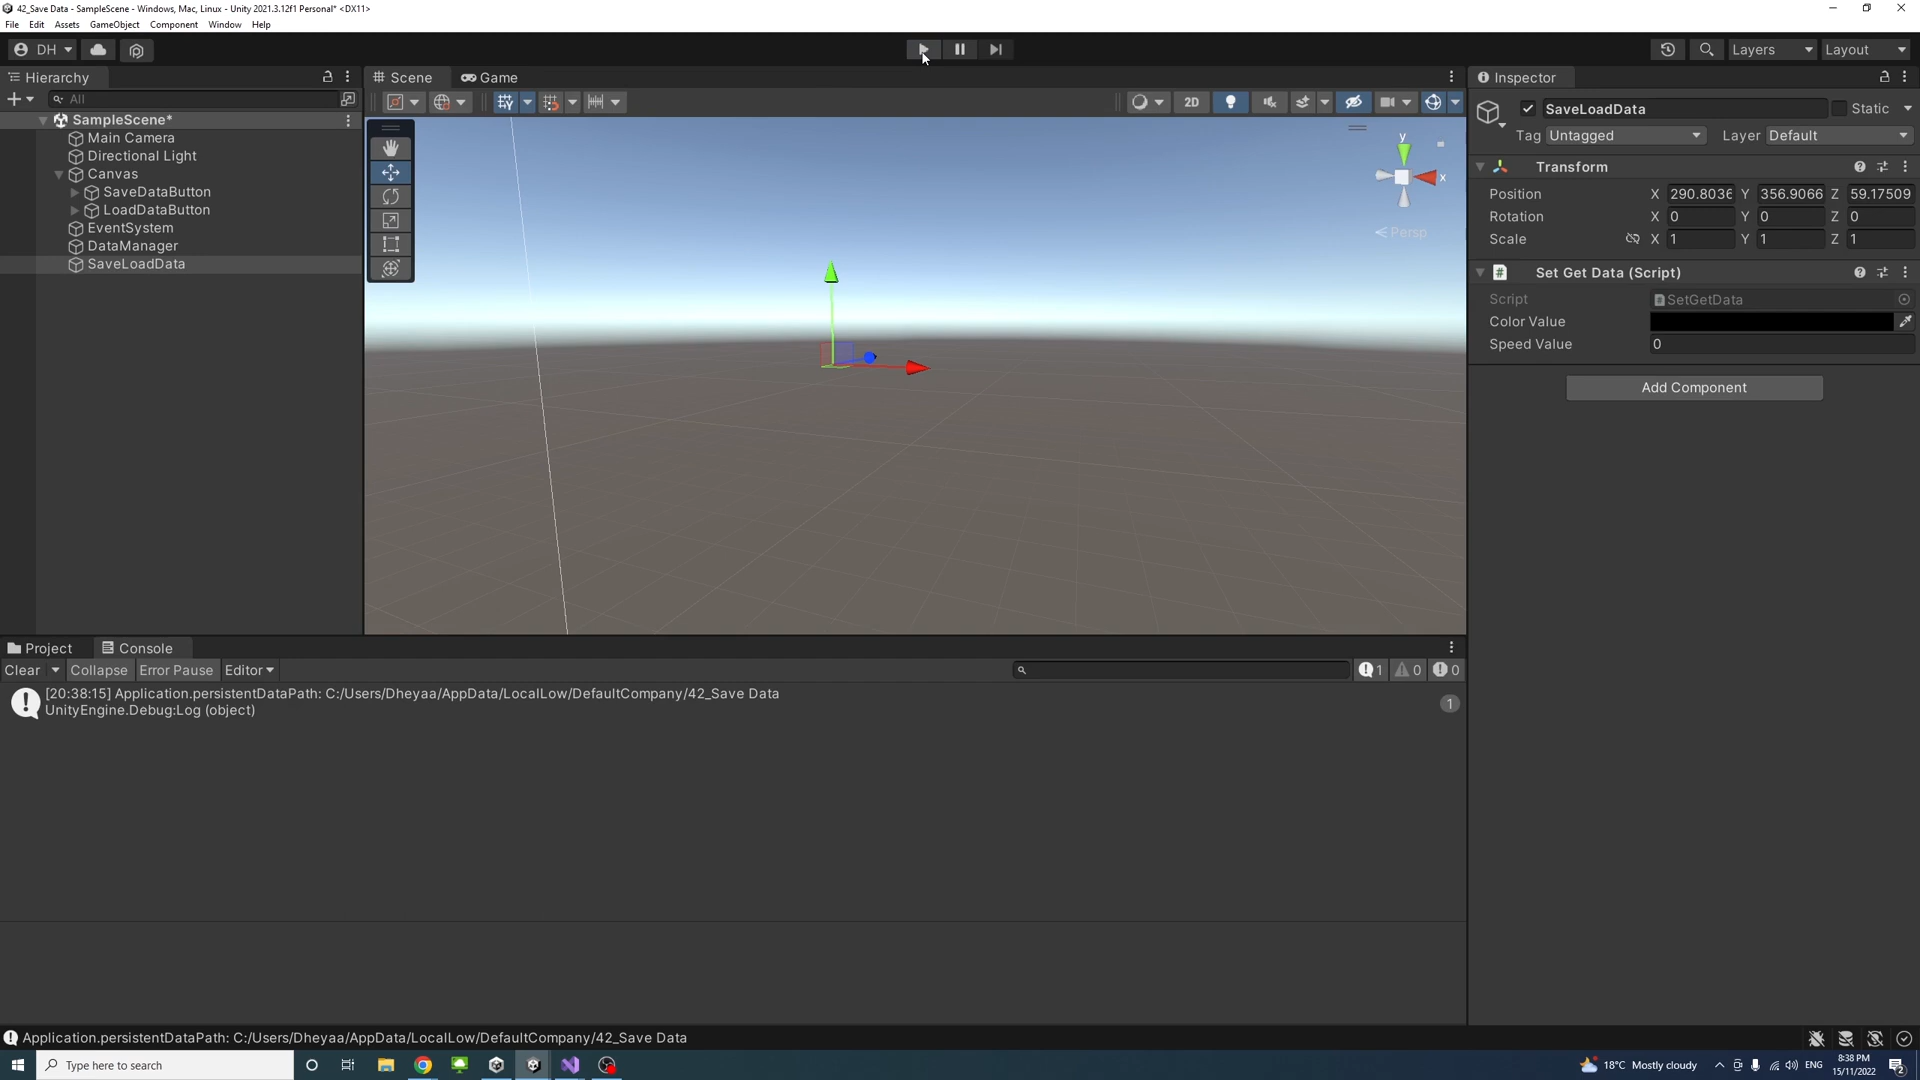 42_Save Data - SampleScene - Windows, Mac, Linux - Unity 2021.3.12f1 Personal* <DX11>
File Edit Assets GameObject Component Window Help
DH
Layers
Layout
Hierarchy
All
SampleScene*
Main Camera
Directional Light
Canvas
SaveDataButton
LoadDataButton
EventSystem
DataManager
SaveLoadData
Scene
Game
2D
y
x
Persp
Inspector
SaveLoadData
Static
Tag Untagged
Layer Default
Transform
Position X 290.8036 Y 356.9066 Z 59.17509
Rotation X 0 Y 0 Z 0
Scale X 1 Y 1 Z 1
# Set Get Data (Script)
Script SetGetData
Color Value
Speed Value 0
Add Component
Project
Console
Clear Collapse Error Pause Editor
1 0 0
[20:38:15] Application.persistentDataPath: C:/Users/Dheyaa/AppData/LocalLow/DefaultCompany/42_Save Data
UnityEngine.Debug:Log (object)
1
Application.persistentDataPath: C:/Users/Dheyaa/AppData/LocalLow/DefaultCompany/42_Save Data
Type here to search
18°C Mostly cloudy
ENG
8:38 PM
15/11/2022
2